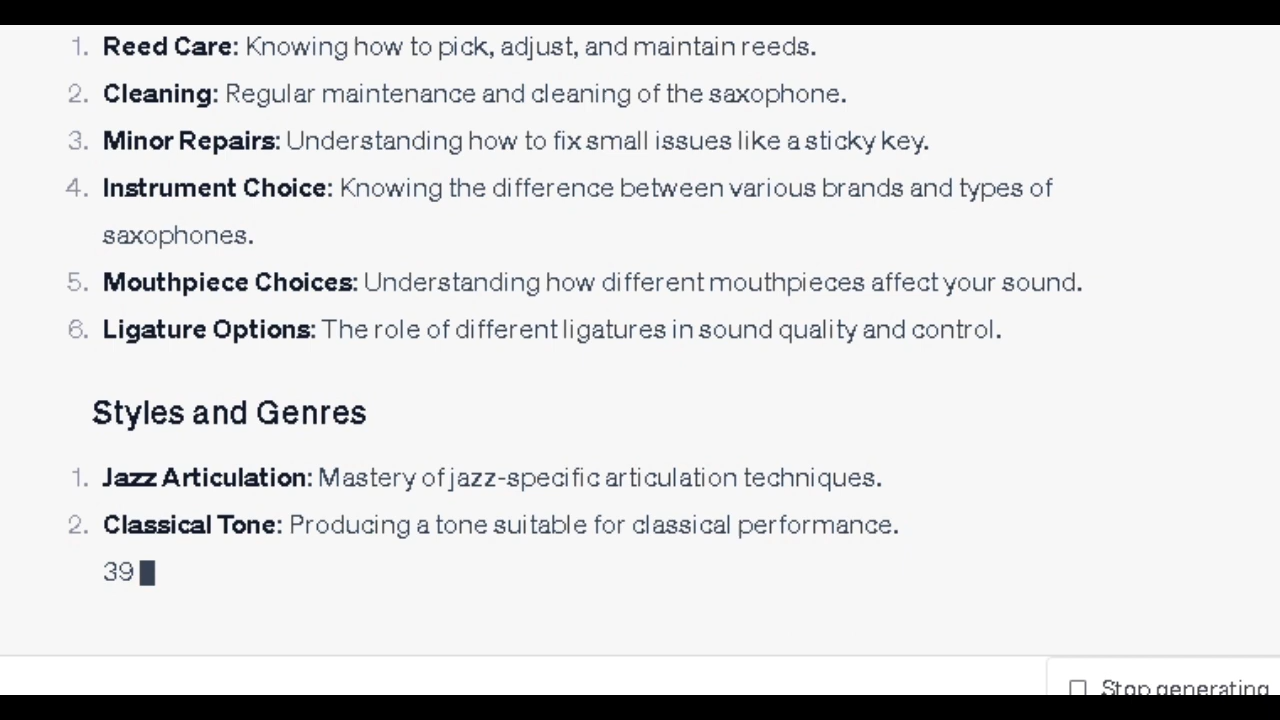 1. Reed Care: Knowing how to pick, adjust, and maintain reeds.
2. Cleaning: Regular maintenance and cleaning of the saxophone.
3. Minor Repairs: Understanding how to fix small issues like a sticky key.
4. Instrument Choice: Knowing the difference between various brands and types of
saxophones.
5. Mouthpiece Choices: Understanding how different mouthpieces affect your sound.
6. Ligature Options: The role of different ligatures in sound quality and control.
Styles and Genres
1. Jazz Articulation: Mastery of jazz-specific articulation techniques.
2. Classical Tone: Producing a tone suitable for classical performance.
39
Stop generating